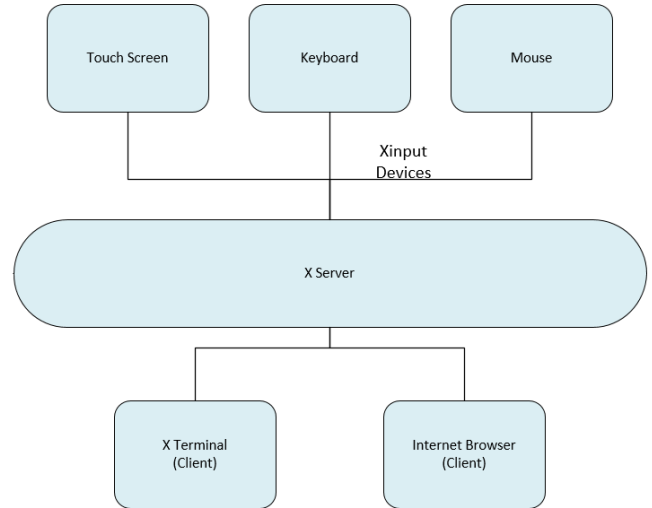 Touch Screen
Keyboard
Mouse
Xinput
Devices
X Server
X Terminal
(Client)
Internet Browser
(Client)